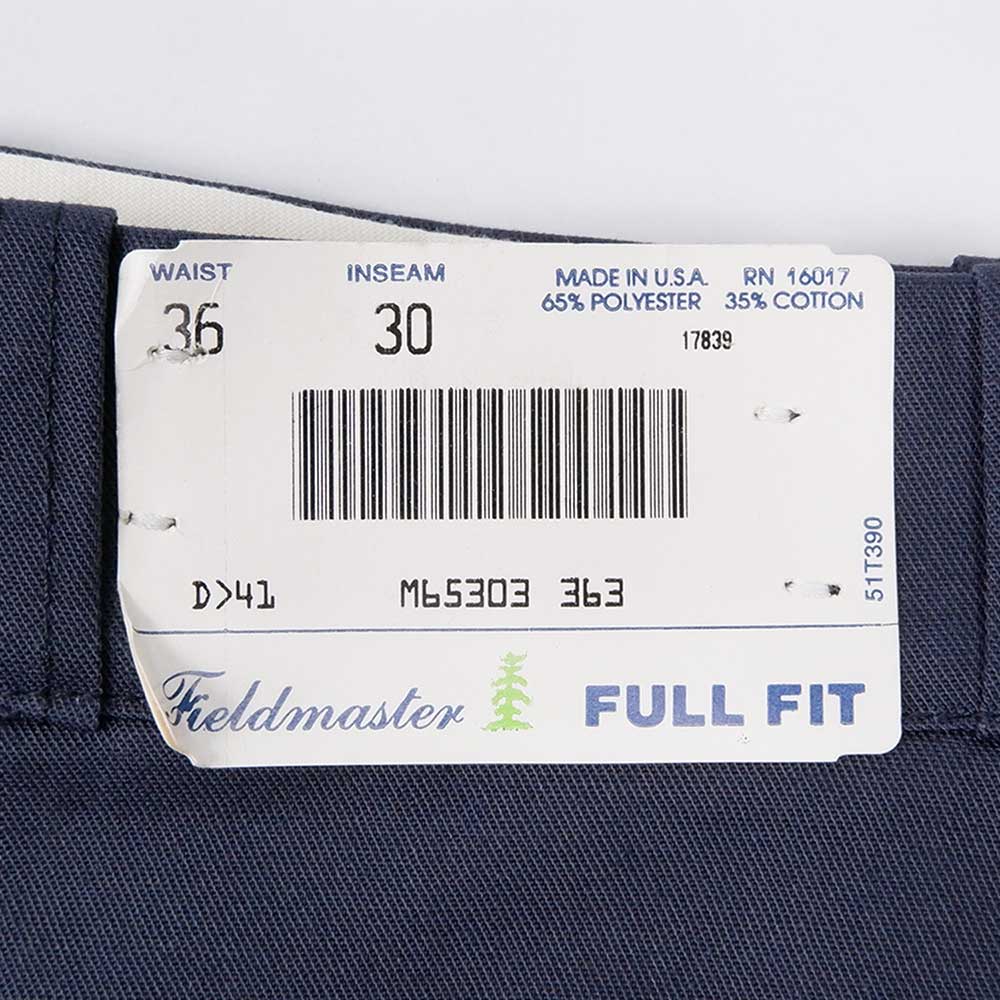 WAIST INSEAM MADE IN U.S.A. RN 16017
65% POLYESTER 35% COTTON
36 30 17839
51T390
D>41 M65303 363
Fieldmaster FULL FIT